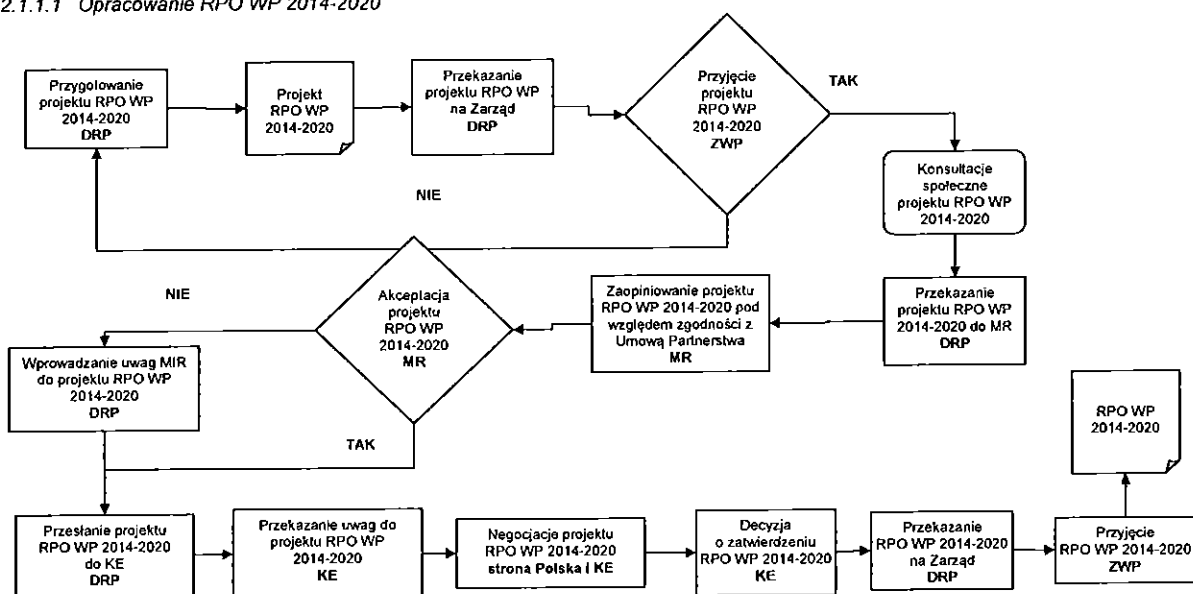 2.1.1.1 Opracowanie RPO WP 2014-2020
Przygotowanie
projektu RPO WP
2014-2020
DRP
Projekt
RPO WP
2014-2020
Przekazanie
projektu RPO WP
na Zarząd
DRP
Przyjęcie
projektu
RPO WP
2014-2020
ZWP
TAK
NIE
Konsultacje
społeczne
projektu RPO WP
2014-2020
Przekazanie
projektu RPO WP
2014-2020 do MR
DRP
Zaopiniowanie projektu
RPO WP 2014-2020 pod
względem zgodności z
Umową Partnerstwa
MR
Akceptacja
projektu
RPO WP
2014-2020
MR
NIE
Wprowadzanie uwag MIR
do projektu RPO WP
2014-2020
DRP
TAK
Przesłanie projektu
RPO WP 2014-2020
do KE
DRP
Przekazanie uwag do
projektu RPO WP
2014-2020
KE
Negocjacje projektu
RPO WP 2014-2020
strona Polska i KE
Decyzja
o zatwierdzeniu
RPO WP 2014-2020
KE
Przekazanie
RPO WP 2014-2020
na Zarząd
DRP
Przyjęcie
RPO WP 2014-2020
ZWP
RPO WP
2014-2020